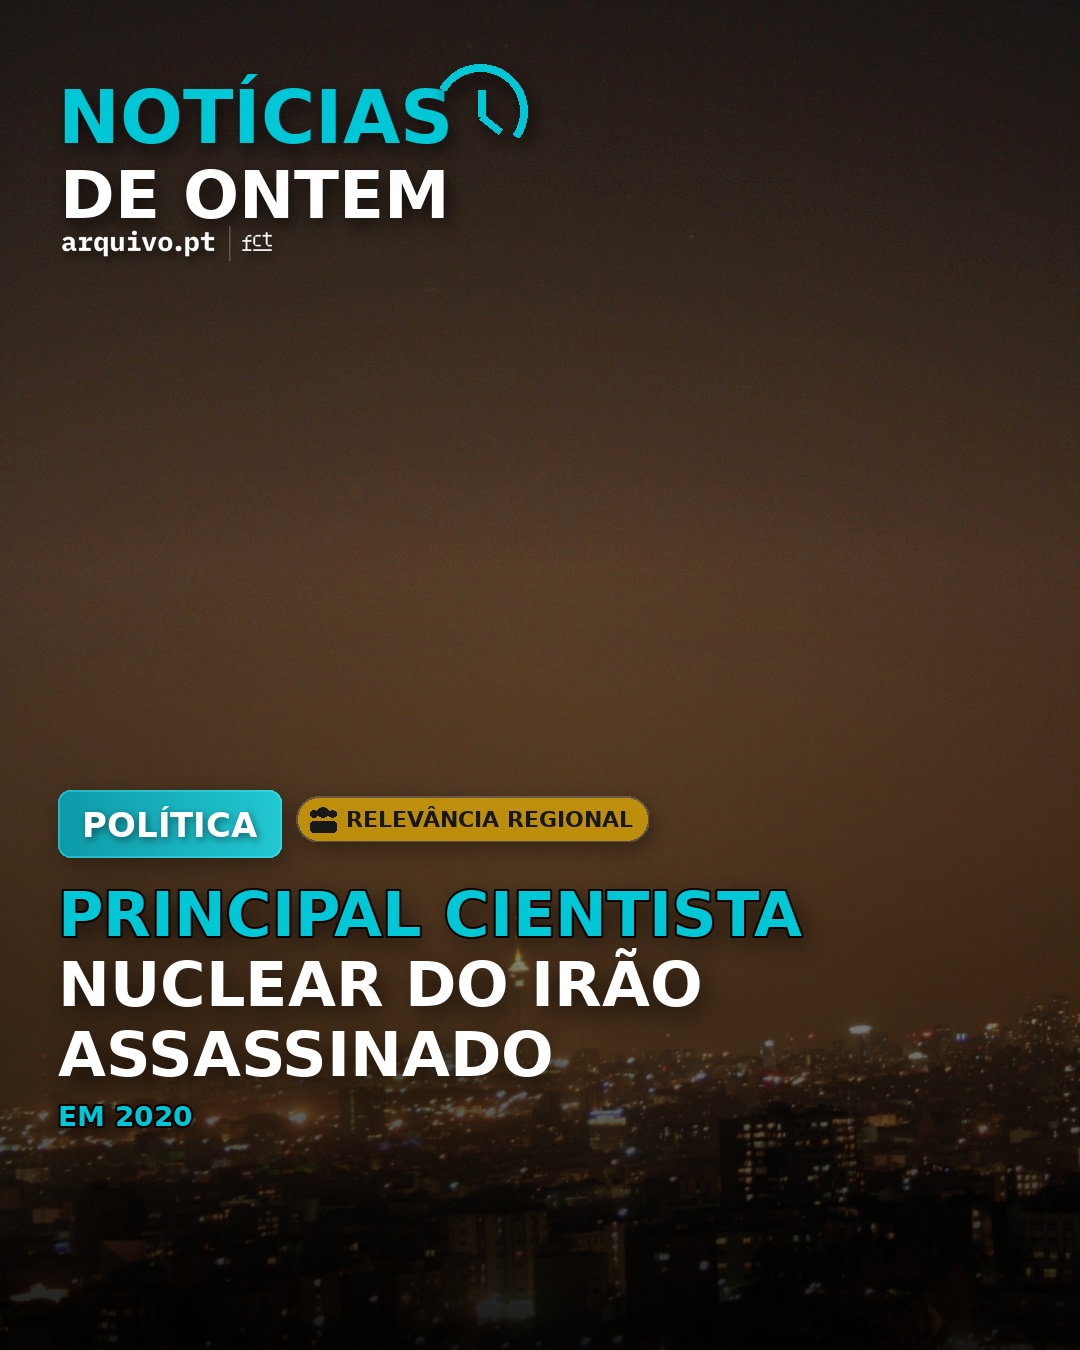 NOTÍCIAS
DE ONTEM
arquivo.pt fct
POLÍTICA
RELEVÂNCIA REGIONAL
PRINCIPAL CIENTISTA
NUCLEAR DO IRÃO
ASSASSINADO
EM 2020